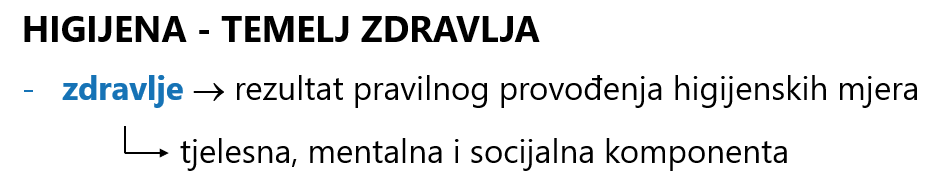 HIGIJENA - TEMELJ ZDRAVLJA
- zdravlje → rezultat pravilnog provođenja higijenskih mjera
tjelesna, mentalna i socijalna komponenta